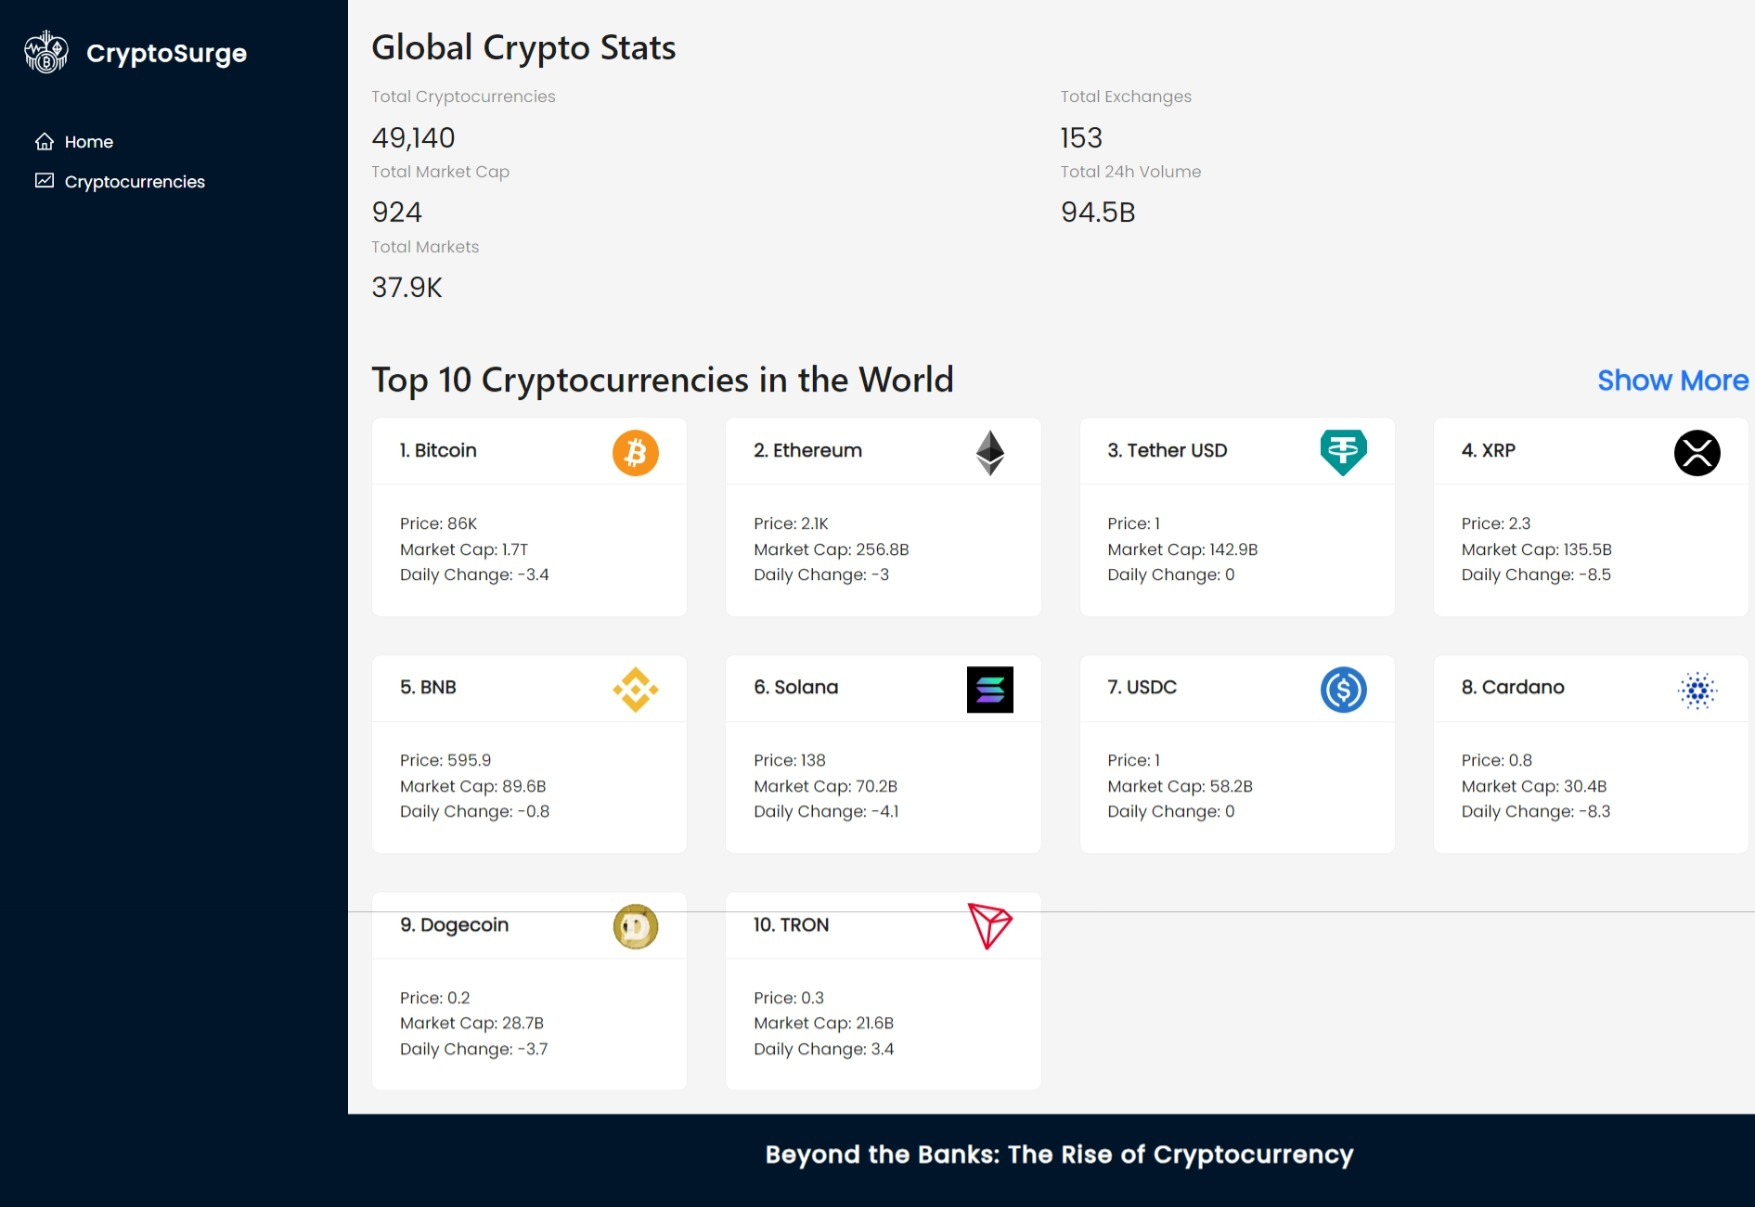 CryptoSurge
Home
Cryptocurrencies
Global Crypto Stats
Total Cryptocurrencies
49,140
Total Exchanges
153
Total Market Cap
924
Total 24h Volume
94.5B
Total Markets
37.9K
Top 10 Cryptocurrencies in the World
Show More
1. Bitcoin
Price: 86K
Market Cap: 1.7T
Daily Change: -3.4
2. Ethereum
Price: 2.1K
Market Cap: 256.8B
Daily Change: -3
3. Tether USD
Price: 1
Market Cap: 142.9B
Daily Change: 0
4. XRP
Price: 2.3
Market Cap: 135.5B
Daily Change: -8.5
5. BNB
Price: 595.9
Market Cap: 89.6B
Daily Change: -0.8
6. Solana
Price: 138
Market Cap: 70.2B
Daily Change: -4.1
7. USDC
Price: 1
Market Cap: 58.2B
Daily Change: 0
8. Cardano
Price: 0.8
Market Cap: 30.4B
Daily Change: -8.3
9. Dogecoin
Price: 0.2
Market Cap: 28.7B
Daily Change: -3.7
10. TRON
Price: 0.3
Market Cap: 21.6B
Daily Change: 3.4
Beyond the Banks: The Rise of Cryptocurrency